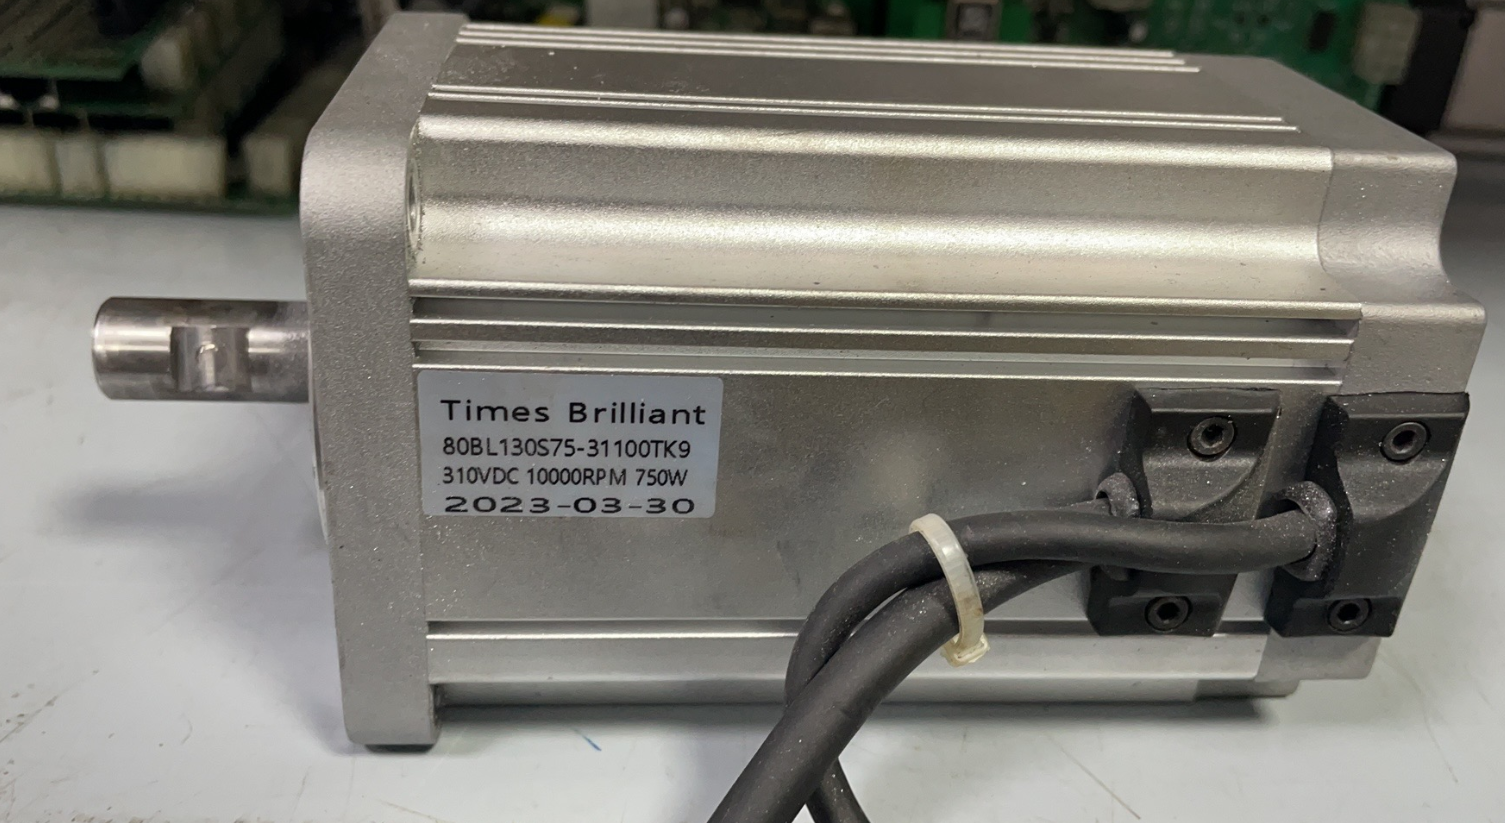 Times Brilliant
80BL130S75-31100TK9
310VDC 10000RPM 750W
2023-03-30